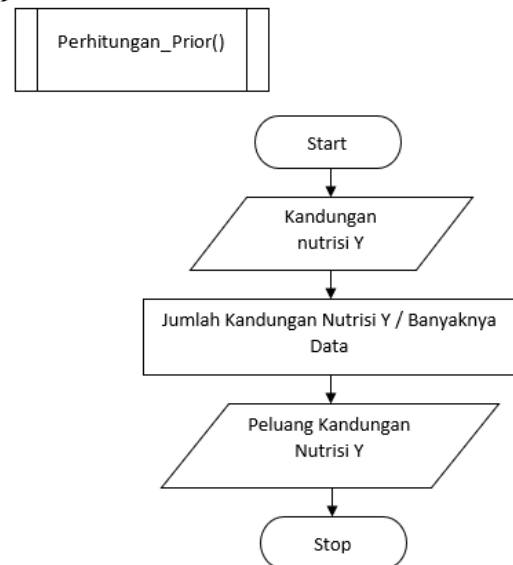 Perhitungan_Prior()
Start
Kandungan
nutrisi Y
Jumlah Kandungan Nutrisi Y / Banyaknya
Data
Peluang Kandungan
Nutrisi Y
Stop